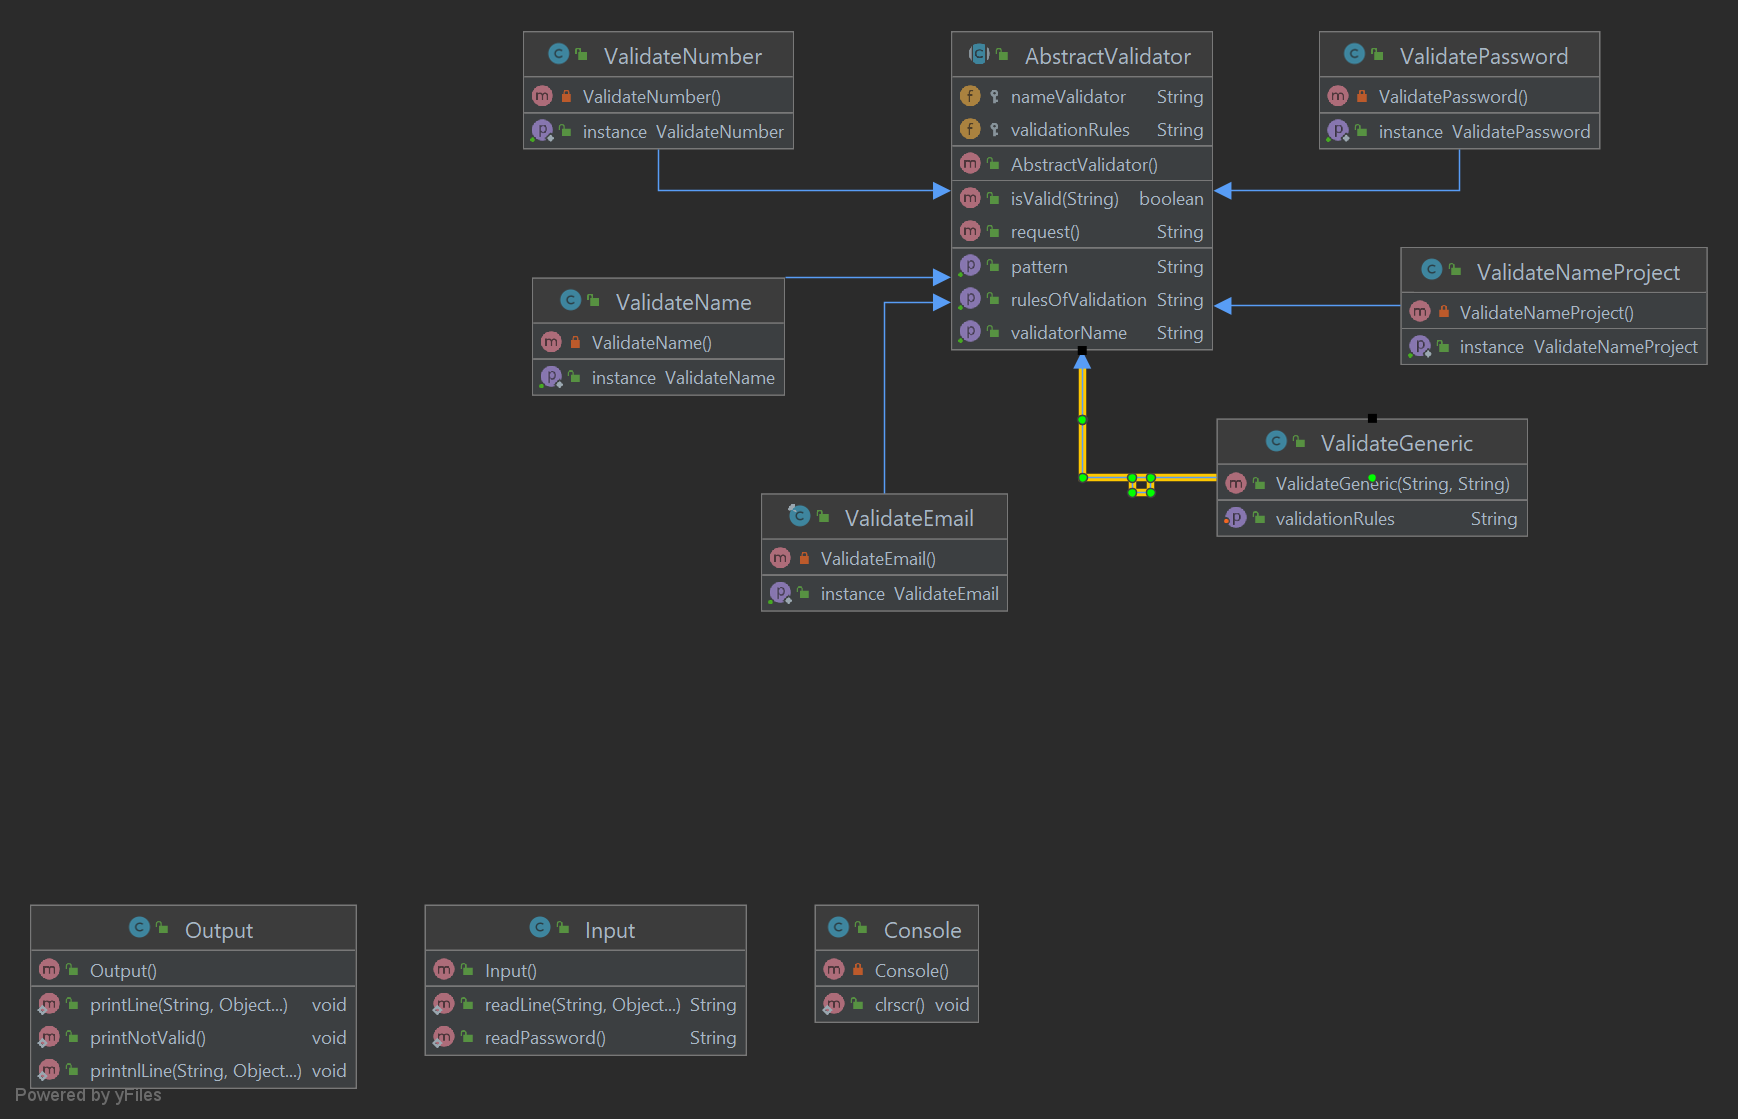 ValidateNumber
ValidateNumber()
instance ValidateNumber
AbstractValidator
nameValidator String
validationRules String
AbstractValidator()
isValid(String) boolean
request() String
pattern String
rulesOfValidation String
validatorName String
ValidatePassword
ValidatePassword()
instance ValidatePassword
ValidateName
ValidateName()
instance ValidateName
ValidateNameProject
ValidateNameProject()
instance ValidateNameProject
ValidateGeneric
ValidateGeneric(String, String)
validationRules String
ValidateEmail
ValidateEmail()
instance ValidateEmail
Output
Output()
printLine(String, Object...) void
printNotValid() void
printnlLine(String, Object...) void
Input
Input()
readLine(String, Object...) String
readPassword() String
Console
Console()
clrscr() void
Powered by yFiles